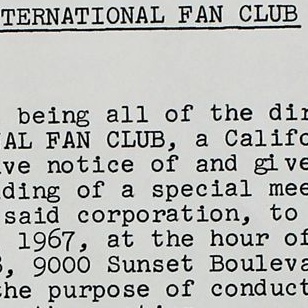 TERNATIONAL FAN CLUB
being all of the dir
AL FAN CLUB, a Califo
ve notice of and give
ding of a special mee
said corporation, to
1967, at the hour of
, 9000 Sunset Bouleva
the purpose of conduct